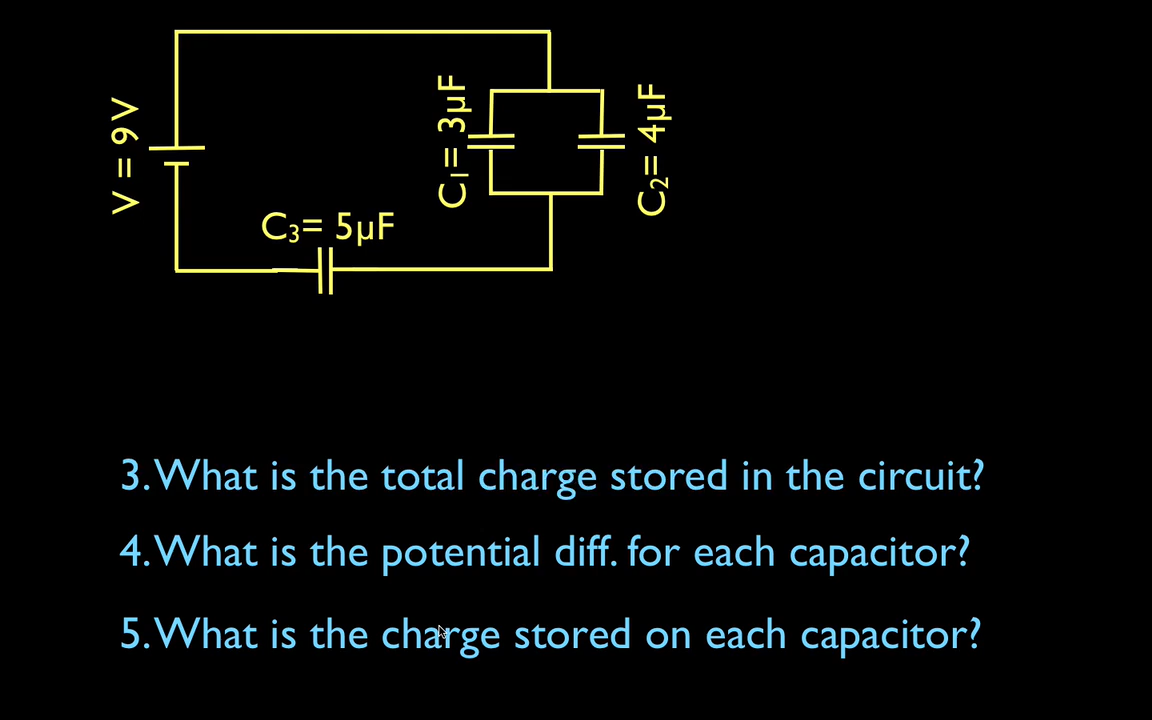 V = 9V
C₁= 3µF
C₂= 4µF
C₃= 5µF
3. What is the total charge stored in the circuit?
4. What is the potential diff. for each capacitor?
5. What is the charge stored on each capacitor?